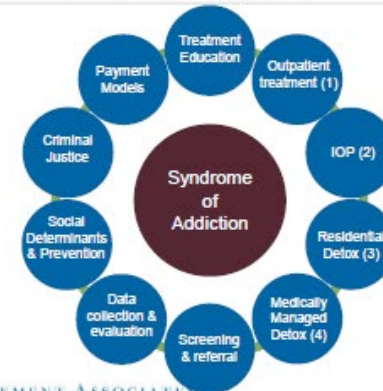 Treatment
Education
Outpatient
treatment (1)
IOP (2)
Residential
Detox (3)
Medically
Managed
Detox (4)
Screening
& referral
Data
collection &
evaluation
Social
Determinants
& Prevention
Criminal
Justice
Payment
Models
Syndrome
of
Addiction